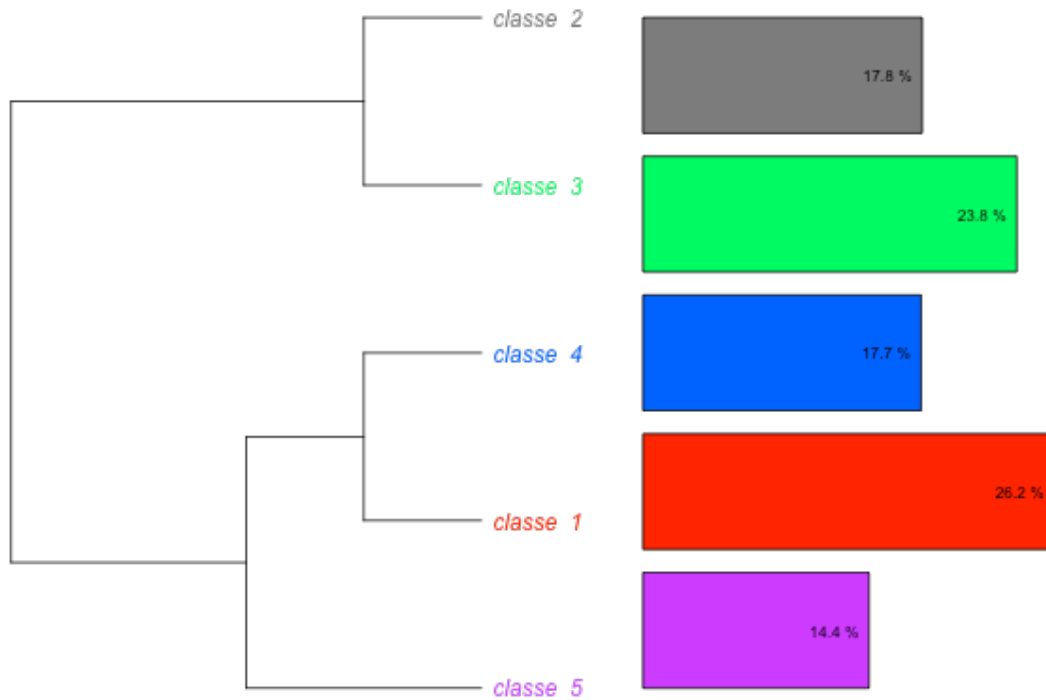 classe 2
17.8 %
classe 3
23.8 %
classe 4
17.7 %
classe 1
26.2 %
classe 5
14.4 %